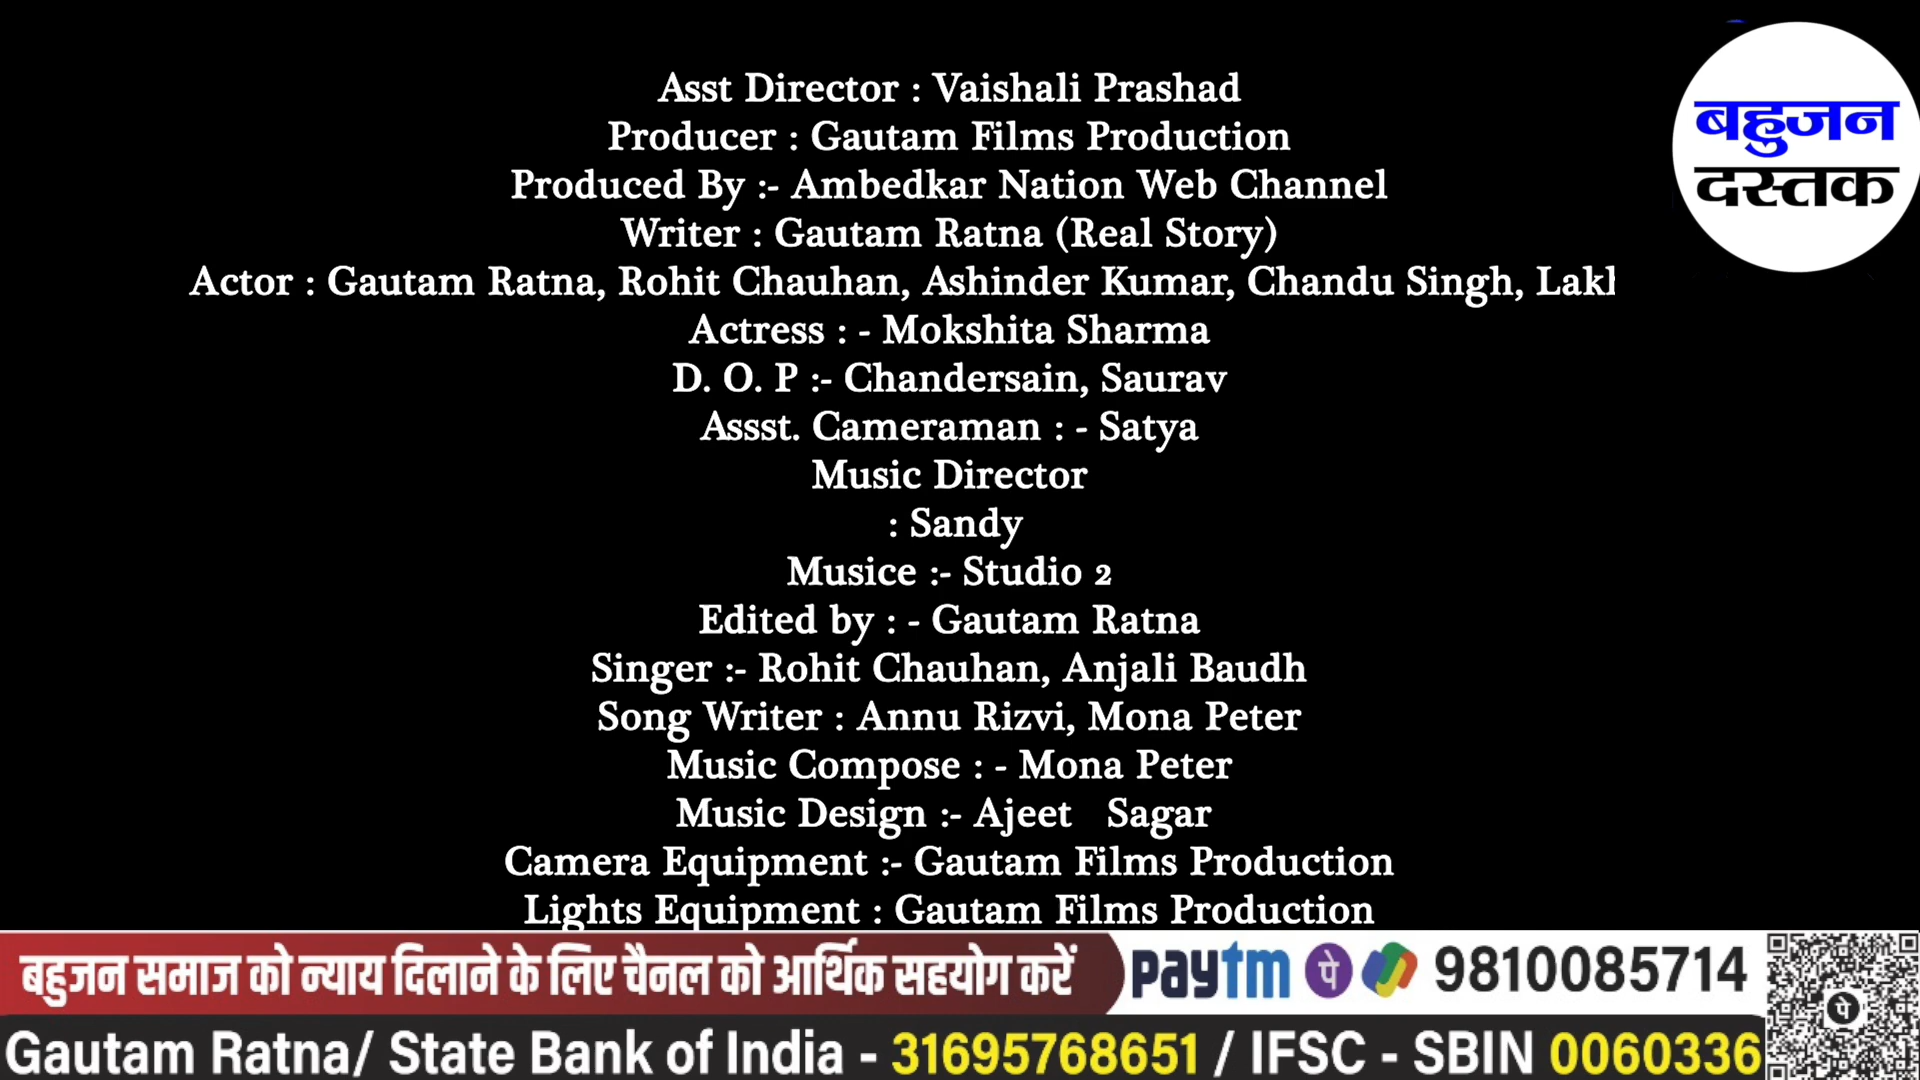 Asst Director : Vaishali Prashad
Producer : Gautam Films Production
Produced By :- Ambedkar Nation Web Channel
Writer : Gautam Ratna (Real Story)
Actor : Gautam Ratna, Rohit Chauhan, Ashinder Kumar, Chandu Singh,
Actress : - Mokshita Sharma
D. O. P :- Chandersain, Saurav
Assst. Cameraman : - Satya
Music Director
: Sandy
Musice :- Studio 2
Edited by : - Gautam Ratna
Singer :- Rohit Chauhan, Anjali Baudh
Song Writer : Annu Rizvi, Mona Peter
Music Compose : - Mona Peter
Music Design :- Ajeet Sagar
Camera Equipment :- Gautam Films Production
Lights Equipment : Gautam Films Production
बहुजन
दस्तक
बहुजन समाज को न्याय दिलाने के लिए चैनल को आर्थिक सहयोग करें paytm पे 9810085714
पे
Gautam Ratna/ State Bank of India - 31695768651 / IFSC - SBIN 0060336